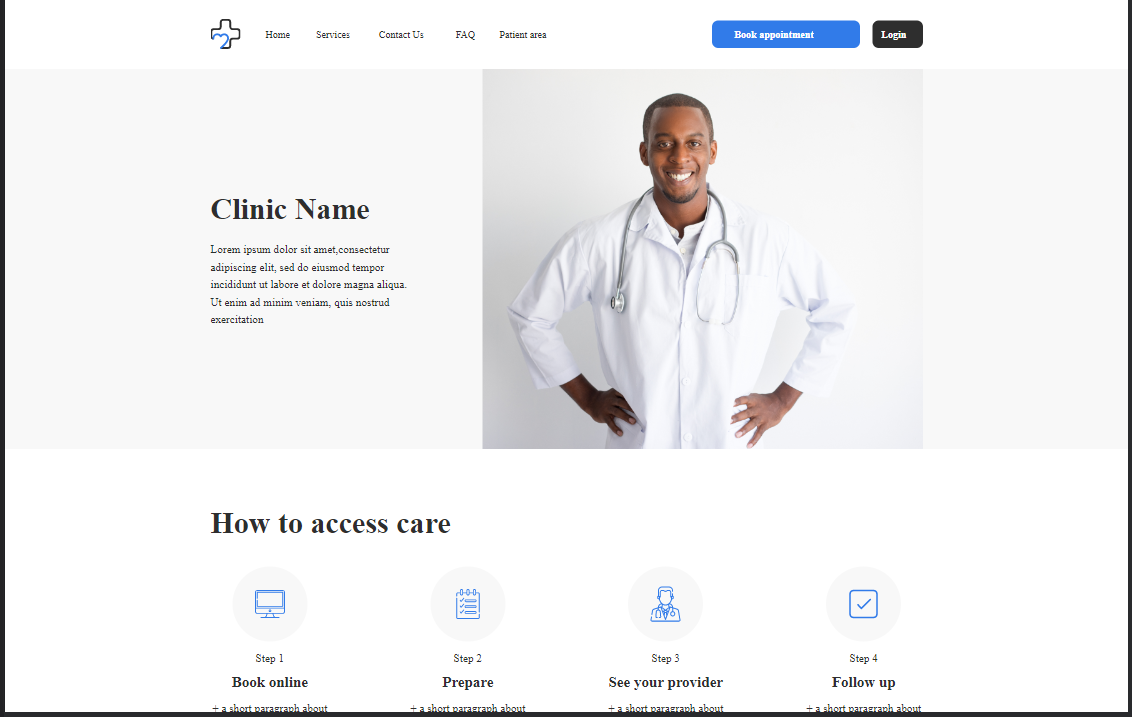 Home Services Contact Us FAQ Patient area Book appointment Login
Clinic Name
Lorem ipsum dolor sit amet,consectetur
adipiscing elit, sed do eiusmod tempor
incididunt ut labore et dolore magna aliqua.
Ut enim ad minim veniam, quis nostrud
exercitation
How to access care
Step 1 Step 2 Step 3 Step 4
Book online Prepare See your provider Follow up
+ a short paragraph about + a short paragraph about + a short paragraph about + a short paragraph about